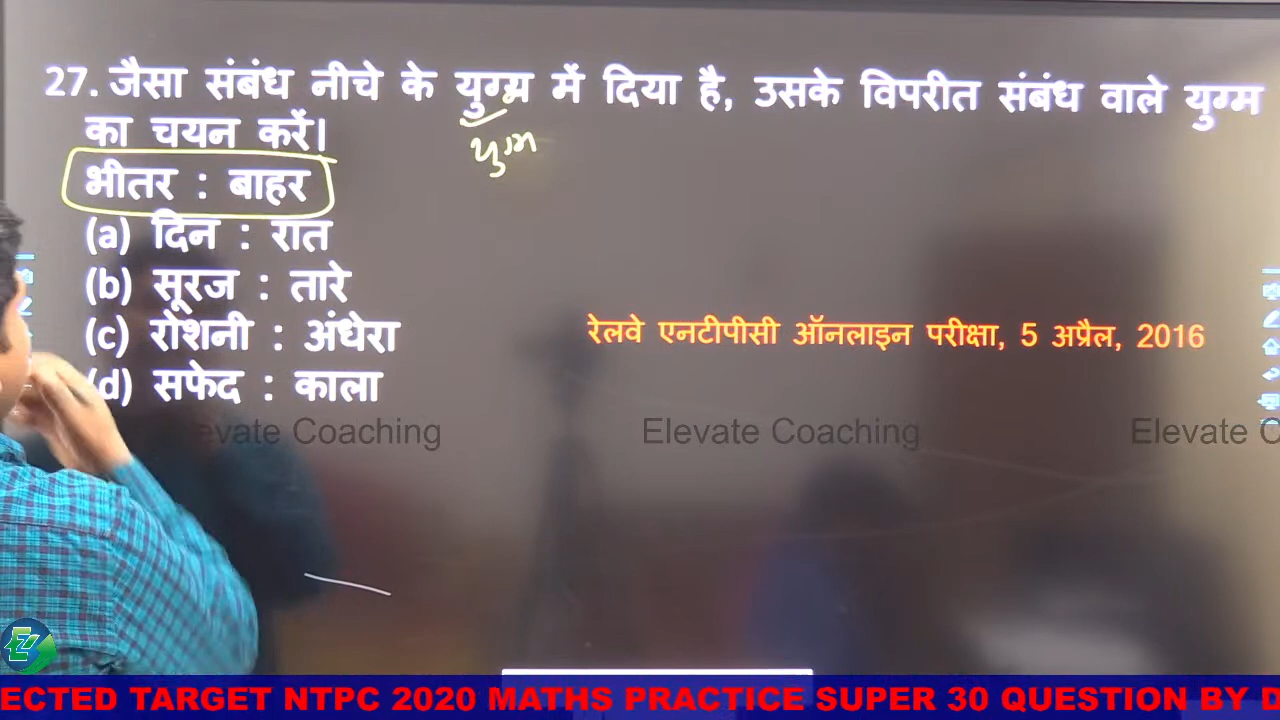 27. जैसा संबंध नीचे के युग्म में दिया है, उसके विपरीत संबंध वाले युग्म
का चयन करें।
युग्म
भीतर : बाहर
(a) दिन : रात
(b) सूरज : तारे
(c) रोशनी : अंधेरा
रेलवे एनटीपीसी ऑनलाइन परीक्षा, 5 अप्रैल, 2016
(d) सफेद : काला
evate Coaching
Elevate Coaching
Elevate C
ECTED TARGET NTPC 2020 MATHS PRACTICE SUPER 30 QUESTION BY D